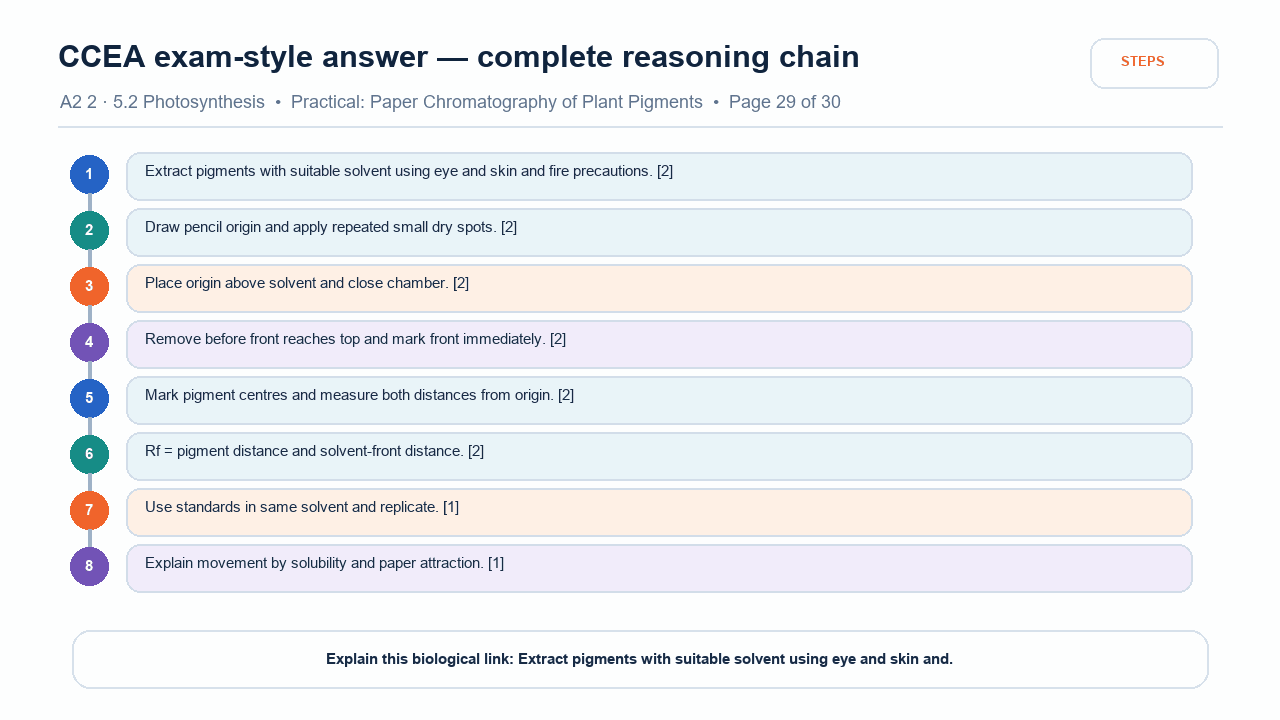 CCEA exam-style answer — complete reasoning chain
STEPS
A2 2 · 5.2 Photosynthesis • Practical: Paper Chromatography of Plant Pigments • Page 29 of 30
1 Extract pigments with suitable solvent using eye and skin and fire precautions. [2]
2 Draw pencil origin and apply repeated small dry spots. [2]
3 Place origin above solvent and close chamber. [2]
4 Remove before front reaches top and mark front immediately. [2]
5 Mark pigment centres and measure both distances from origin. [2]
6 Rf = pigment distance and solvent-front distance. [2]
7 Use standards in same solvent and replicate. [1]
8 Explain movement by solubility and paper attraction. [1]
Explain this biological link: Extract pigments with suitable solvent using eye and skin and.